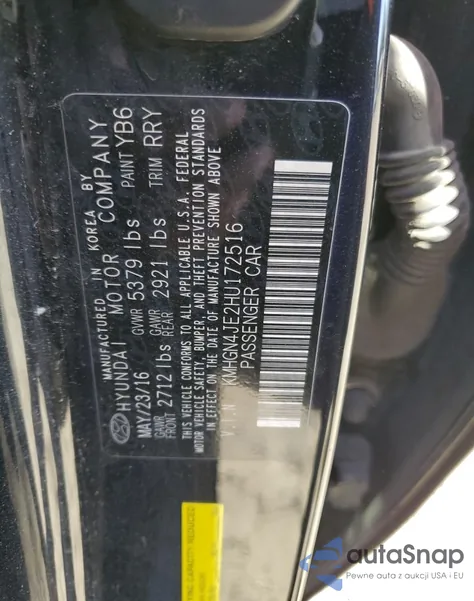 MANUFACTURED IN KOREA BY
HYUNDAI MOTOR COMPANY
MAY/23/16 GVWR 5379 lbs PAINT YB6
GAWR FRONT 2712 lbs GAWR REAR 2921 lbs TRIM RRY
THIS VEHICLE CONFORMS TO ALL APPLICABLE U.S.A. FEDERAL
MOTOR VEHICLE SAFETY, BUMPER, AND THEFT PREVENTION STANDARDS
IN EFFECT ON THE DATE OF MANUFACTURE SHOWN ABOVE
V.I.N KMHGN4JE2HU172516
PASSENGER CAR
CAPACITY REDUCED
autoSnap
Pewne auta z aukcji USA i EU